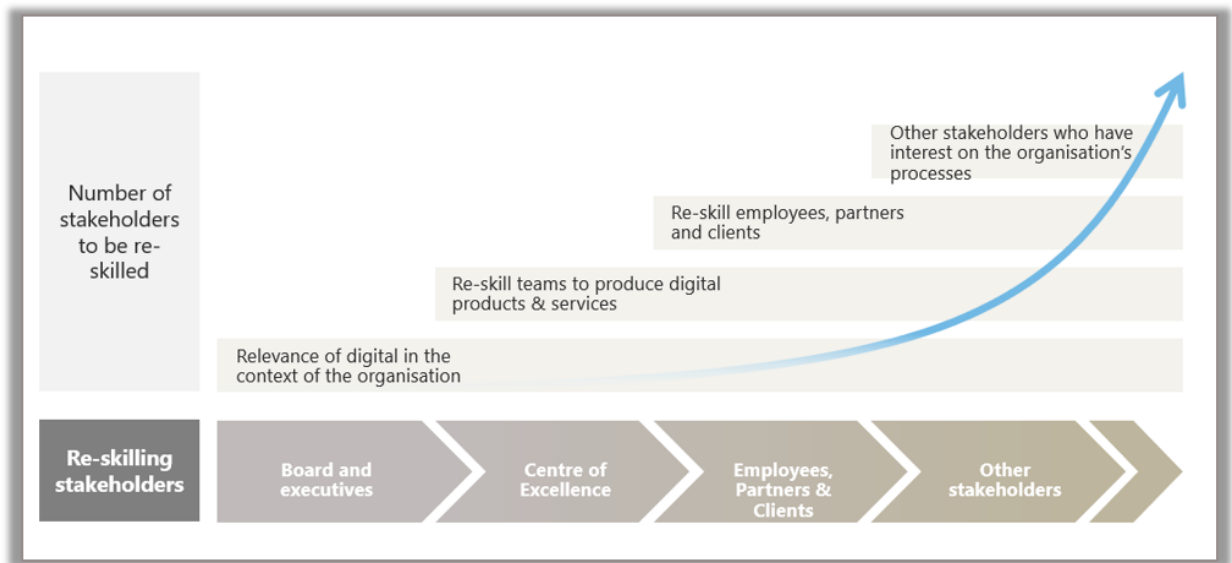 Number of
stakeholders
to be re-
skilled
Other stakeholders who have
interest on the organisation's
processes
Re-skill employees, partners
and clients
Re-skill teams to produce digital
products & services
Relevance of digital in the
context of the organisation
Re-skilling
stakeholders
Board and
executives
Centre of
Excellence
Employees,
Partners &
Clients
Other
stakeholders